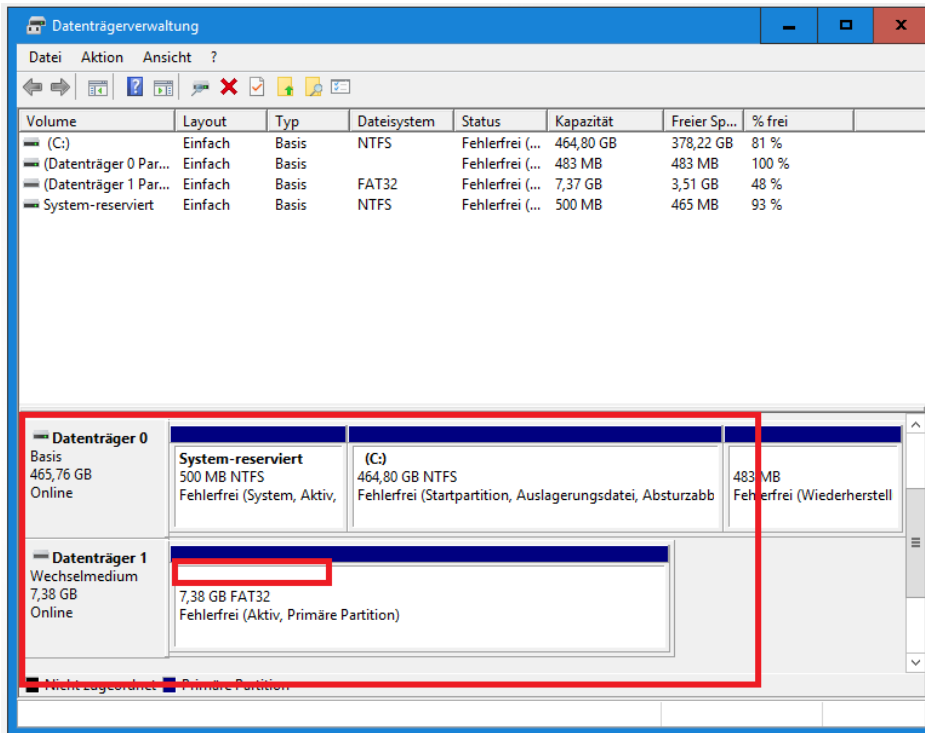 Datenträgerverwaltung
Datei Aktion Ansicht ?
Volume Layout Typ Dateisystem Status Kapazität Freier Sp... % frei
(C:) Einfach Basis NTFS Fehlerfrei (... 464,80 GB 378,22 GB 81 %
(Datenträger 0 Par... Einfach Basis Fehlerfrei (... 483 MB 483 MB 100 %
(Datenträger 1 Par... Einfach Basis FAT32 Fehlerfrei (... 7,37 GB 3,51 GB 48 %
System-reserviert Einfach Basis NTFS Fehlerfrei (... 500 MB 465 MB 93 %
Datenträger 0
Basis
465,76 GB
Online
System-reserviert
500 MB NTFS
Fehlerfrei (System, Aktiv,
(C:)
464,80 GB NTFS
Fehlerfrei (Startpartition, Auslagerungsdatei, Absturzabb
483 MB
Fehlerfrei (Wiederherstell
Datenträger 1
Wechselmedium
7,38 GB
Online
7,38 GB FAT32
Fehlerfrei (Aktiv, Primäre Partition)
Nicht zugeordnet Primäre Partition